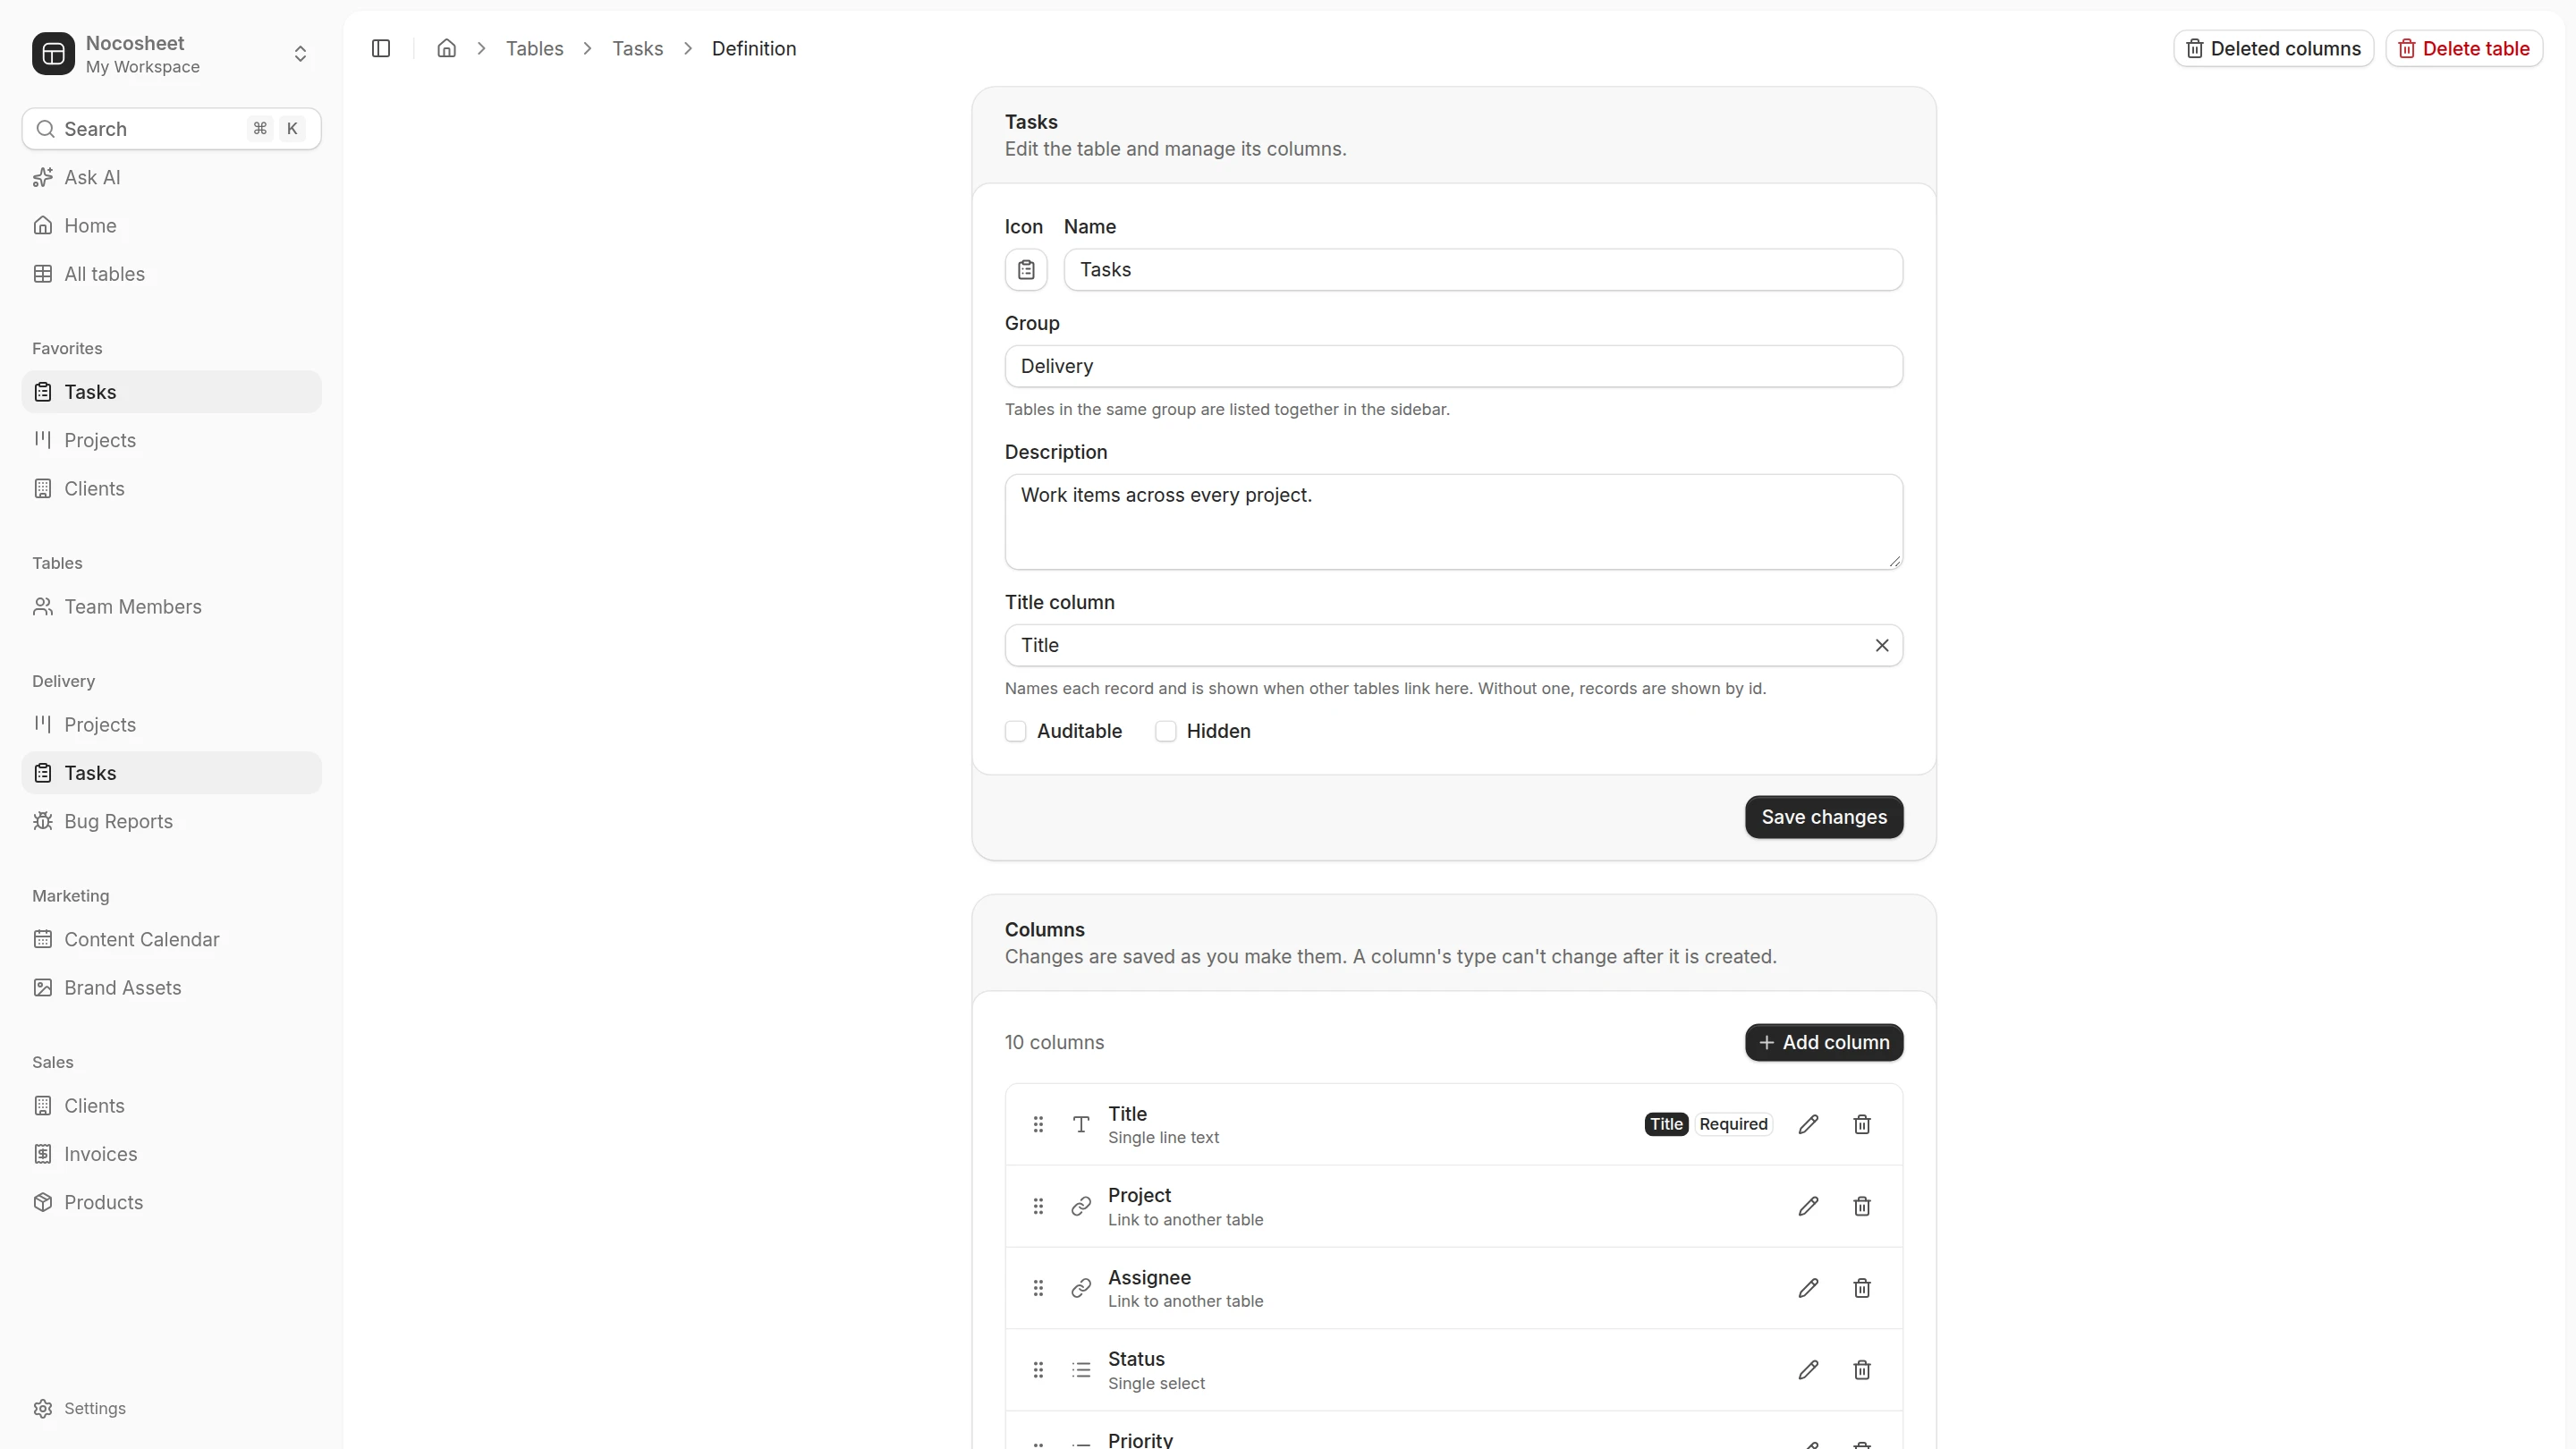 Nocosheet
My Workspace
Search ⌘ K
Ask AI
Home
All tables
Favorites
Tasks
Projects
Clients
Tables
Team Members
Delivery
Projects
Tasks
Bug Reports
Marketing
Content Calendar
Brand Assets
Sales
Clients
Invoices
Products
Settings
Tables Tasks Definition
Deleted columns Delete table
Tasks
Edit the table and manage its columns.
Icon Name
Tasks
Group
Delivery
Tables in the same group are listed together in the sidebar.
Description
Work items across every project.
Title column
Title
Names each record and is shown when other tables link here. Without one, records are shown by id.
Auditable Hidden
Save changes
Columns
Changes are saved as you make them. A column's type can't change after it is created.
10 columns Add column
Title
Single line text
Title Required
Project
Link to another table
Assignee
Link to another table
Status
Single select
Priority